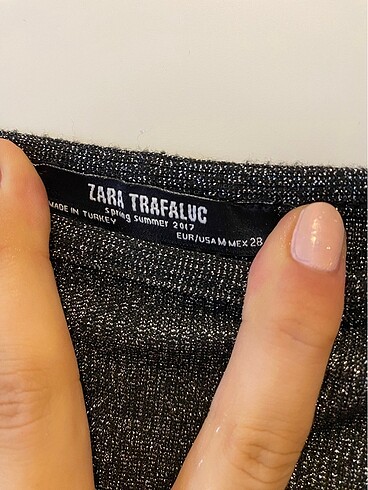 ZARA TRAFALUC
spring summer 2017
MADE IN TURKEY
EUR/USA M MEX 28